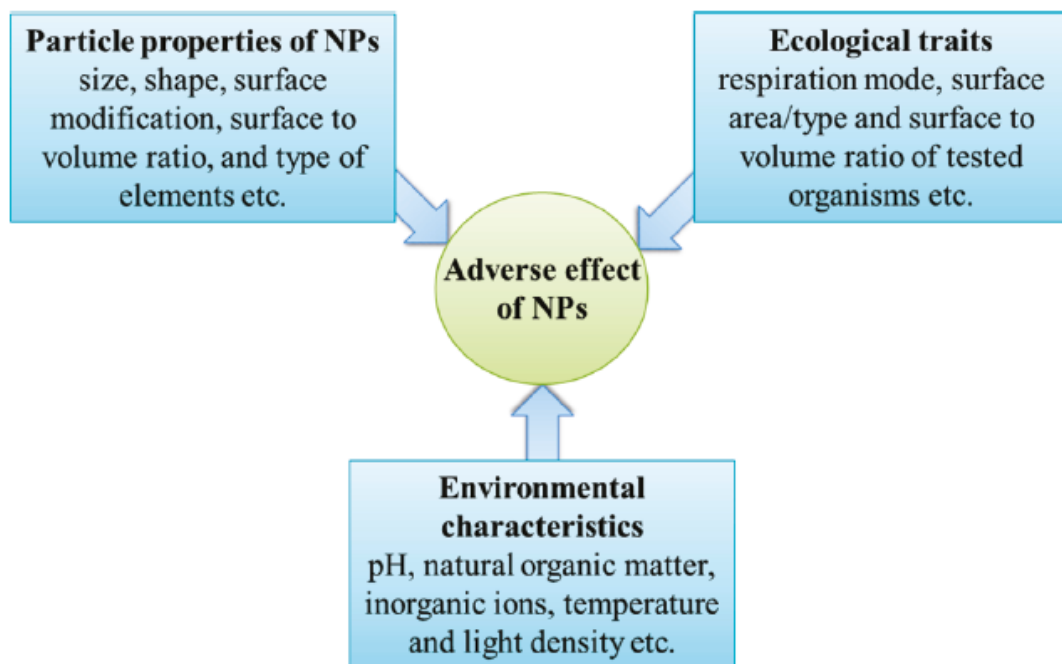 Particle properties of NPs
size, shape, surface
modification, surface to
volume ratio, and type of
elements etc.
Ecological traits
respiration mode, surface
area/type and surface to
volume ratio of tested
organisms etc.
Adverse effect
of NPs
Environmental
characteristics
pH, natural organic matter,
inorganic ions, temperature
and light density etc.